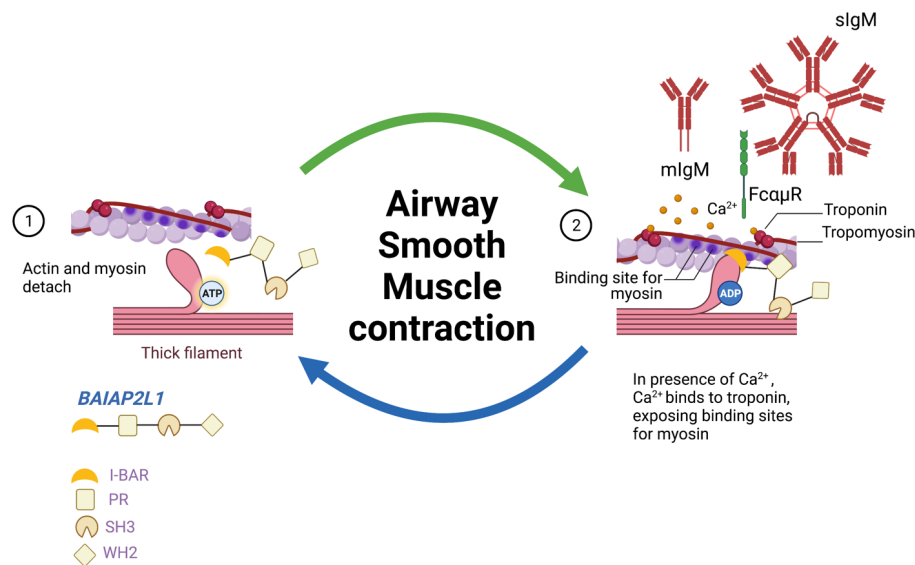 sIgM
mIgM
FcαμR
Ca²⁺
Troponin
Tropomyosin
1
2
Airway
Smooth
Muscle
contraction
Actin and myosin
detach
ATP
Thick filament
Binding site for
myosin
ADP
In presence of Ca²⁺ ,
Ca²⁺ binds to troponin,
exposing binding sites
for myosin
BAIAP2L1
I-BAR
PR
SH3
WH2